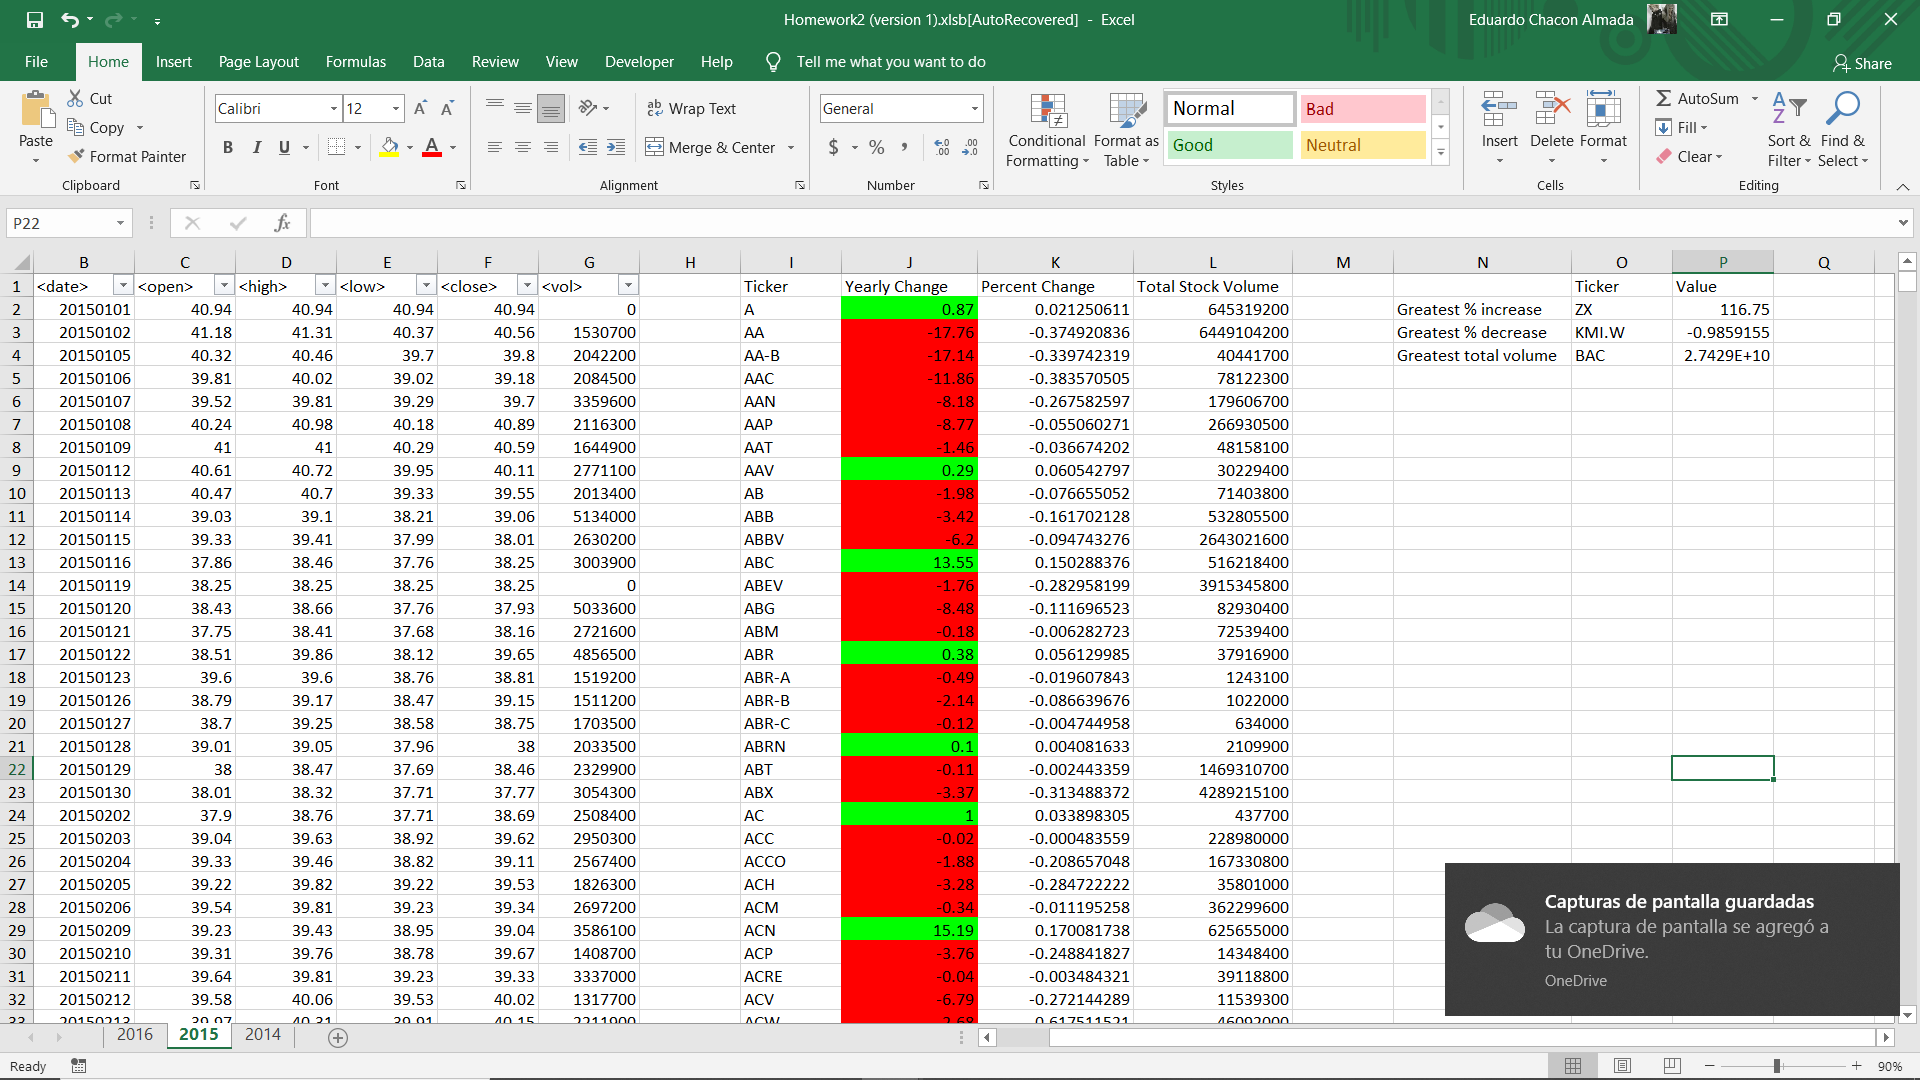 Homework2 (version 1).xlsb[AutoRecovered] - Excel
Eduardo Chacon Almada
File Home Insert Page Layout Formulas Data Review View Developer Help Tell me what you want to do Share
Paste
Cut
Copy
Format Painter
Clipboard
Calibri 12
B I U
Font
Wrap Text
Merge & Center
Alignment
General
$ % ,
Number
Conditional Formatting
Format as Table
Normal Bad
Good Neutral
Styles
Insert Delete Format
Cells
AutoSum
Fill
Clear
Sort & Filter
Find & Select
Editing
P22 fx
B C D E F G H I J K L M N O P Q
1 <date> <open> <high> <low> <close> <vol> Ticker Yearly Change Percent Change Total Stock Volume Ticker Value
2 20150101 40.94 40.94 40.94 40.94 0 A 0.87 0.021250611 645319200 Greatest % increase ZX 116.75
3 20150102 41.18 41.31 40.37 40.56 1530700 AA -17.76 -0.374920836 6449104200 Greatest % decrease KMI.W -0.9859155
4 20150105 40.32 40.46 39.7 39.8 2042200 AA-B -17.14 -0.339742319 40441700 Greatest total volume BAC 2.7429E+10
5 20150106 39.81 40.02 39.02 39.18 2084500 AAC -11.86 -0.383570505 78122300
6 20150107 39.52 39.81 39.29 39.7 3359600 AAN -8.18 -0.267582597 179606700
7 20150108 40.24 40.98 40.18 40.89 2116300 AAP -8.77 -0.055060271 266930500
8 20150109 41 41 40.29 40.59 1644900 AAT -1.46 -0.036674202 48158100
9 20150112 40.61 40.72 39.95 40.11 2771100 AAV 0.29 0.060542797 30229400
10 20150113 40.47 40.7 39.33 39.55 2013400 AB -1.98 -0.076655052 71403800
11 20150114 39.03 39.1 38.21 39.06 5134000 ABB -3.42 -0.161702128 532805500
12 20150115 39.33 39.41 37.99 38.01 2630200 ABBV -6.2 -0.094743276 2643021600
13 20150116 37.86 38.46 37.76 38.25 3003900 ABC 13.55 0.150288376 516218400
14 20150119 38.25 38.25 38.25 38.25 0 ABEV -1.76 -0.282958199 3915345800
15 20150120 38.43 38.66 37.76 37.93 5033600 ABG -8.48 -0.111696523 82930400
16 20150121 37.75 38.41 37.68 38.16 2721600 ABM -0.18 -0.006282723 72539400
17 20150122 38.51 39.86 38.12 39.65 4856500 ABR 0.38 0.056129985 37916900
18 20150123 39.6 39.6 38.76 38.81 1519200 ABR-A -0.49 -0.019607843 1243100
19 20150126 38.79 39.17 38.47 39.15 1511200 ABR-B -2.14 -0.086639676 1022000
20 20150127 38.7 39.25 38.58 38.75 1703500 ABR-C -0.12 -0.004744958 634000
21 20150128 39.01 39.05 37.96 38 2033500 ABRN 0.1 0.004081633 2109900
22 20150129 38 38.47 37.69 38.46 2329900 ABT -0.11 -0.002443359 1469310700
23 20150130 38.01 38.32 37.71 37.77 3054300 ABX -3.37 -0.313488372 4289215100
24 20150202 37.9 38.76 37.71 38.69 2508400 AC 1 0.033898305 437700
25 20150203 39.04 39.63 38.92 39.62 2950300 ACC -0.02 -0.000483559 228980000
26 20150204 39.33 39.46 38.82 39.11 2567400 ACCO -1.88 -0.208657048 167330800
27 20150205 39.22 39.82 39.22 39.53 1826300 ACH -3.28 -0.284722222 35801000
28 20150206 39.54 39.81 39.23 39.34 2697200 ACM -0.34 -0.011195258 362299600
29 20150209 39.23 39.43 38.95 39.04 3586100 ACN 15.19 0.170081738 625655000
30 20150210 39.31 39.76 38.78 39.67 1408700 ACP -3.76 -0.248841827 14348400
31 20150211 39.64 39.81 39.23 39.33 3337000 ACRE -0.04 -0.003484321 39118800
32 20150212 39.58 40.06 39.53 40.02 1317700 ACV -6.79 -0.272144289 11539300
33 20150213 39.97 40.31 39.91 40.15 2211900 ACW -2.68 -0.617511521 46092000
Capturas de pantalla guardadas
La captura de pantalla se agregó a
tu OneDrive.
OneDrive
2016 2015 2014
Ready 90%